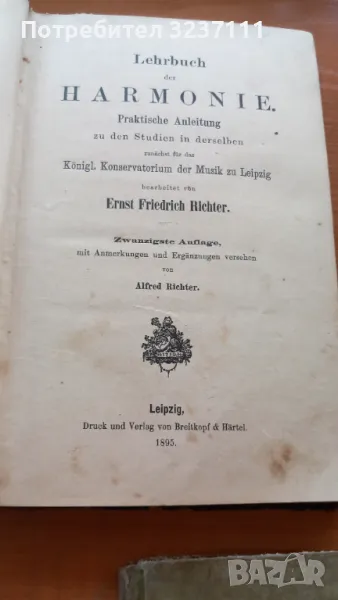 Потребител 3237111
Lehrbuch
der
HARMONIE.
Praktische Anleitung
zu den Studien in derselben
zunächst für das
Königl. Konservatorium der Musik zu Leipzig
bearbeitet von
Ernst Friedrich Richter.
Zwanzigste Auflage,
mit Anmerkungen und Ergänzungen versehen
von
Alfred Richter.
Leipzig,
Druck und Verlag von Breitkopf & Härtel.
1895.
BAZAR